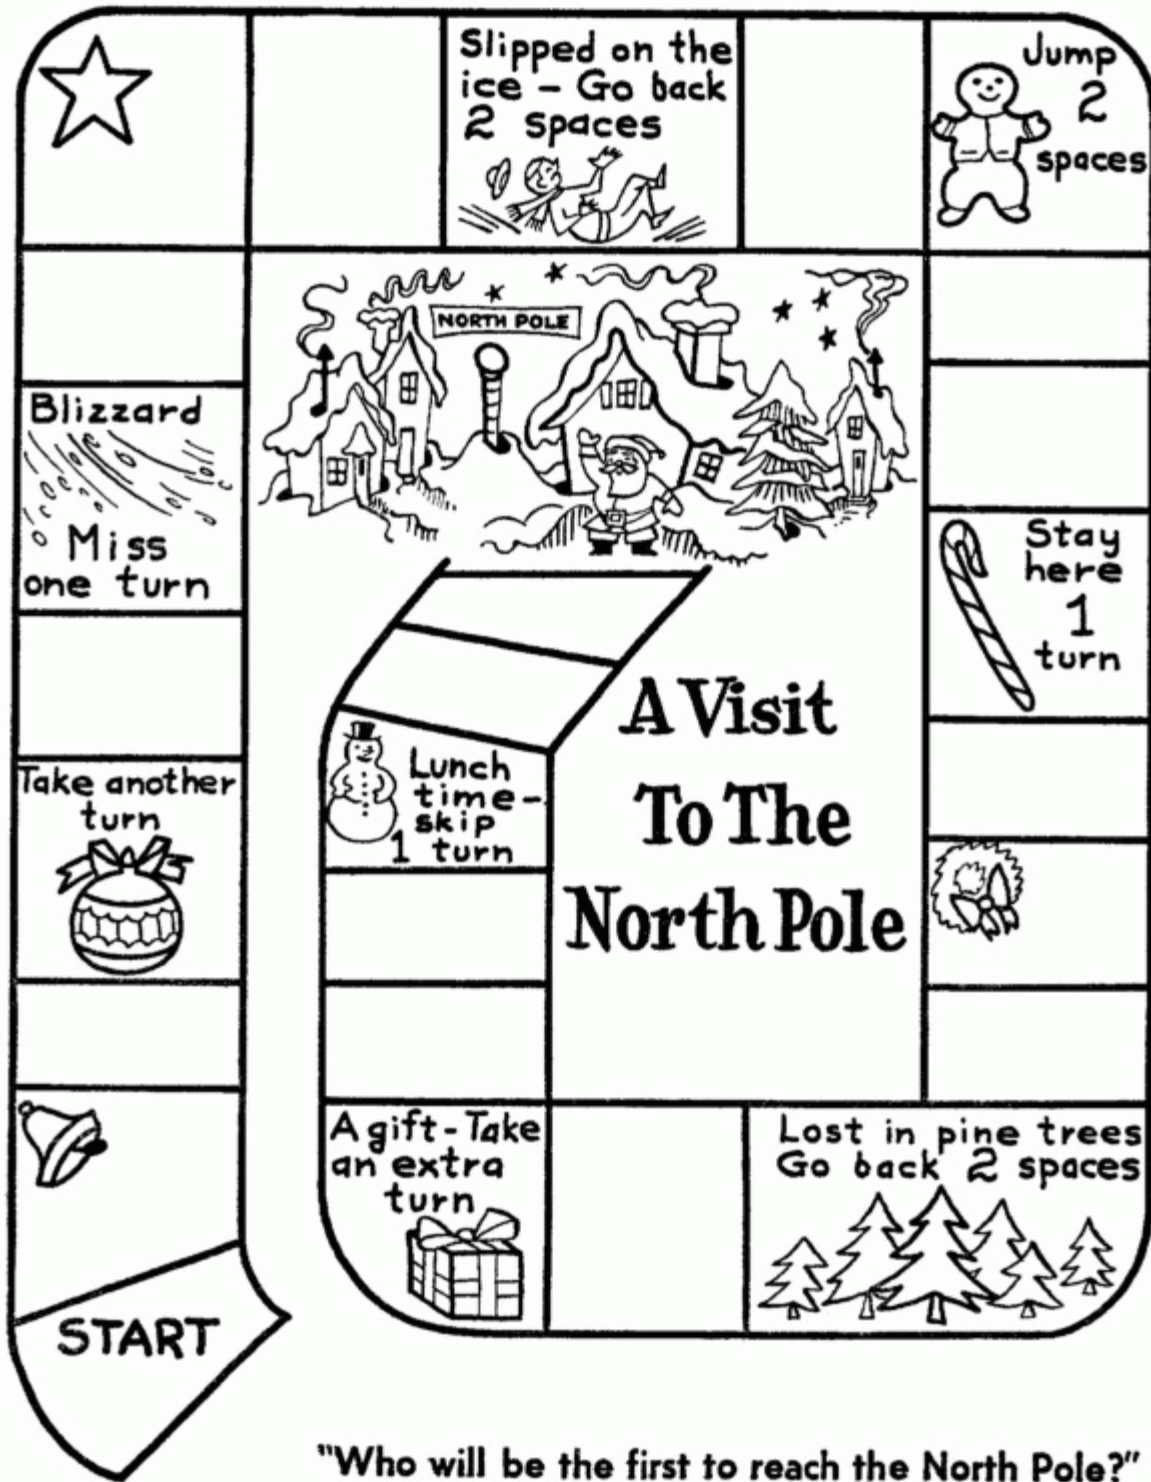 Slipped on the
ice – Go back
2 spaces
Jump
2
spaces
NORTH POLE
Blizzard
Miss
one turn
Stay
here
1
turn
A Visit
To The
North Pole
Take another
turn
Lunch
time-
skip
1 turn
A gift - Take
an extra
turn
Lost in pine trees
Go back 2 spaces
START
"Who will be the first to reach the North Pole?"